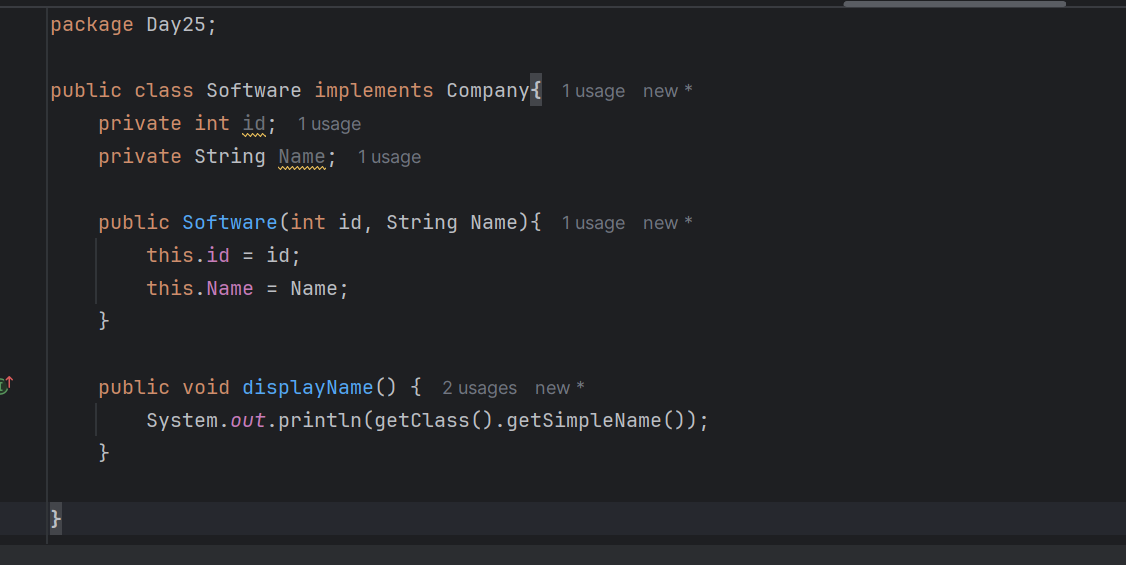 package Day25;
public class Software implements Company{ 1 usage new *
private int id; 1 usage
private String Name; 1 usage
public Software(int id, String Name){ 1 usage new *
this.id = id;
this.Name = Name;
}
public void displayName() { 2 usages new *
System.out.println(getClass().getSimpleName());
}
}